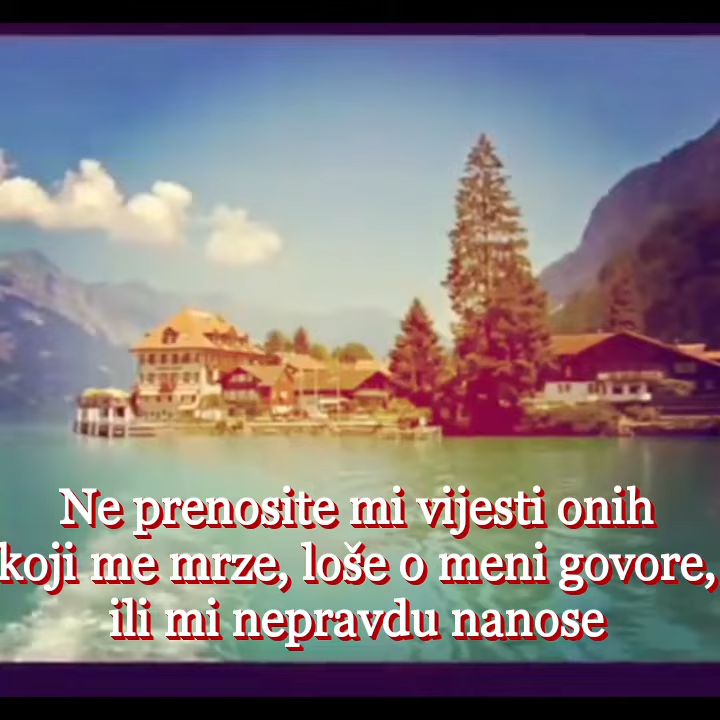 Ne prenosite mi vijesti onih
koji me mrze, loše o meni govore,
ili mi nepravdu nanose